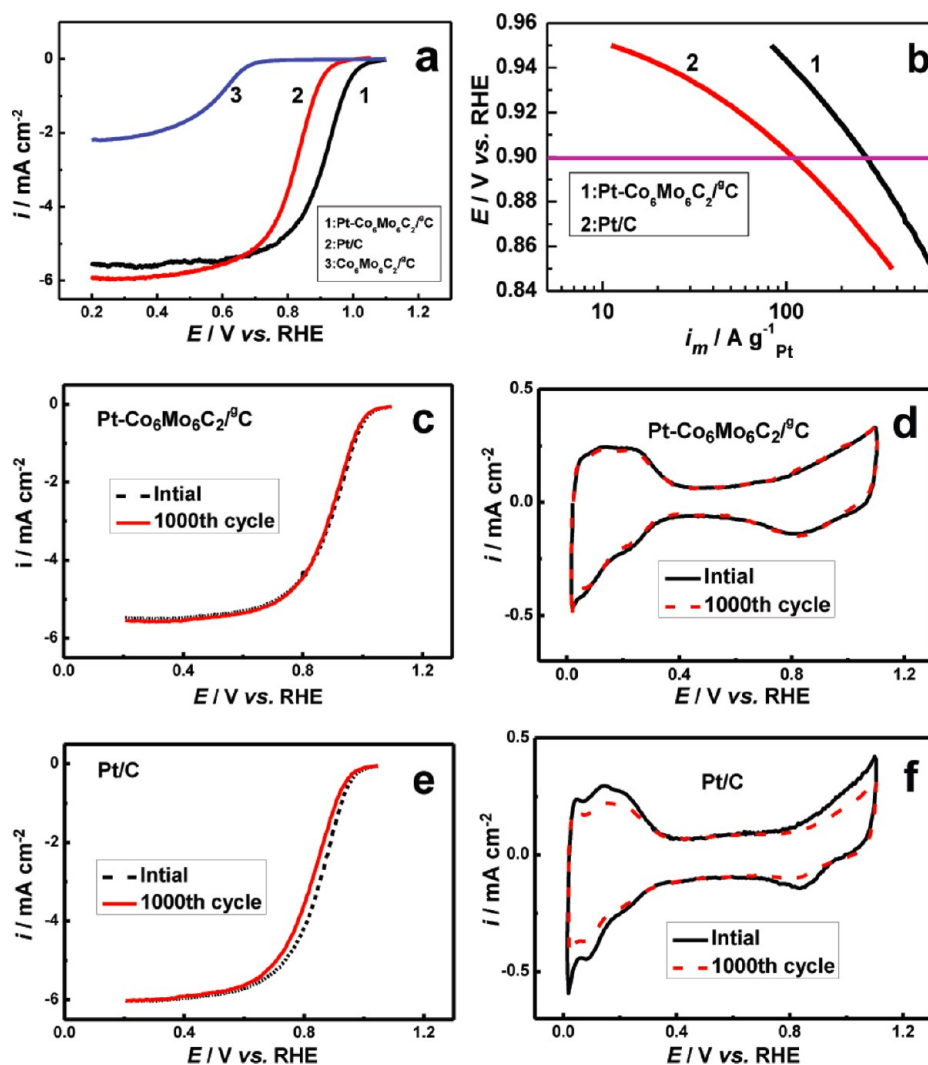 a
0
-2
-4
-6
i / mA cm-2
3
2
1
1:Pt-Co6Mo6C2/gC
2:Pt/C
3:Co6Mo6C2/gC
0.2 0.4 0.6 0.8 1.0
E / V vs. RHE
b
0.96
0.94
0.92
0.90
0.88
0.86
0.84
E / V vs. RHE
2
1
1:Pt-Co6Mo6C2/gC
2:Pt/C
10 100
im / A g-1Pt
c
Pt-Co6Mo6C2/gC
0
-2
-4
-6
i / mA cm-2
Intial
1000th cycle
0.0 0.4 0.8 1.2
E / V vs. RHE
d
Pt-Co6Mo6C2/gC
0.5
0.0
-0.5
i / mA cm-2
Intial
1000th cycle
0.0 0.4 0.8 1.2
E / V vs. RHE
e
Pt/C
0
-2
-4
-6
i / mA cm-2
Intial
1000th cycle
0.0 0.4 0.8 1.2
E / V vs. RHE
f
Pt/C
0.5
0.0
-0.5
i / mA cm-2
Intial
1000th cycle
0.0 0.4 0.8 1.2
E / V vs. RHE